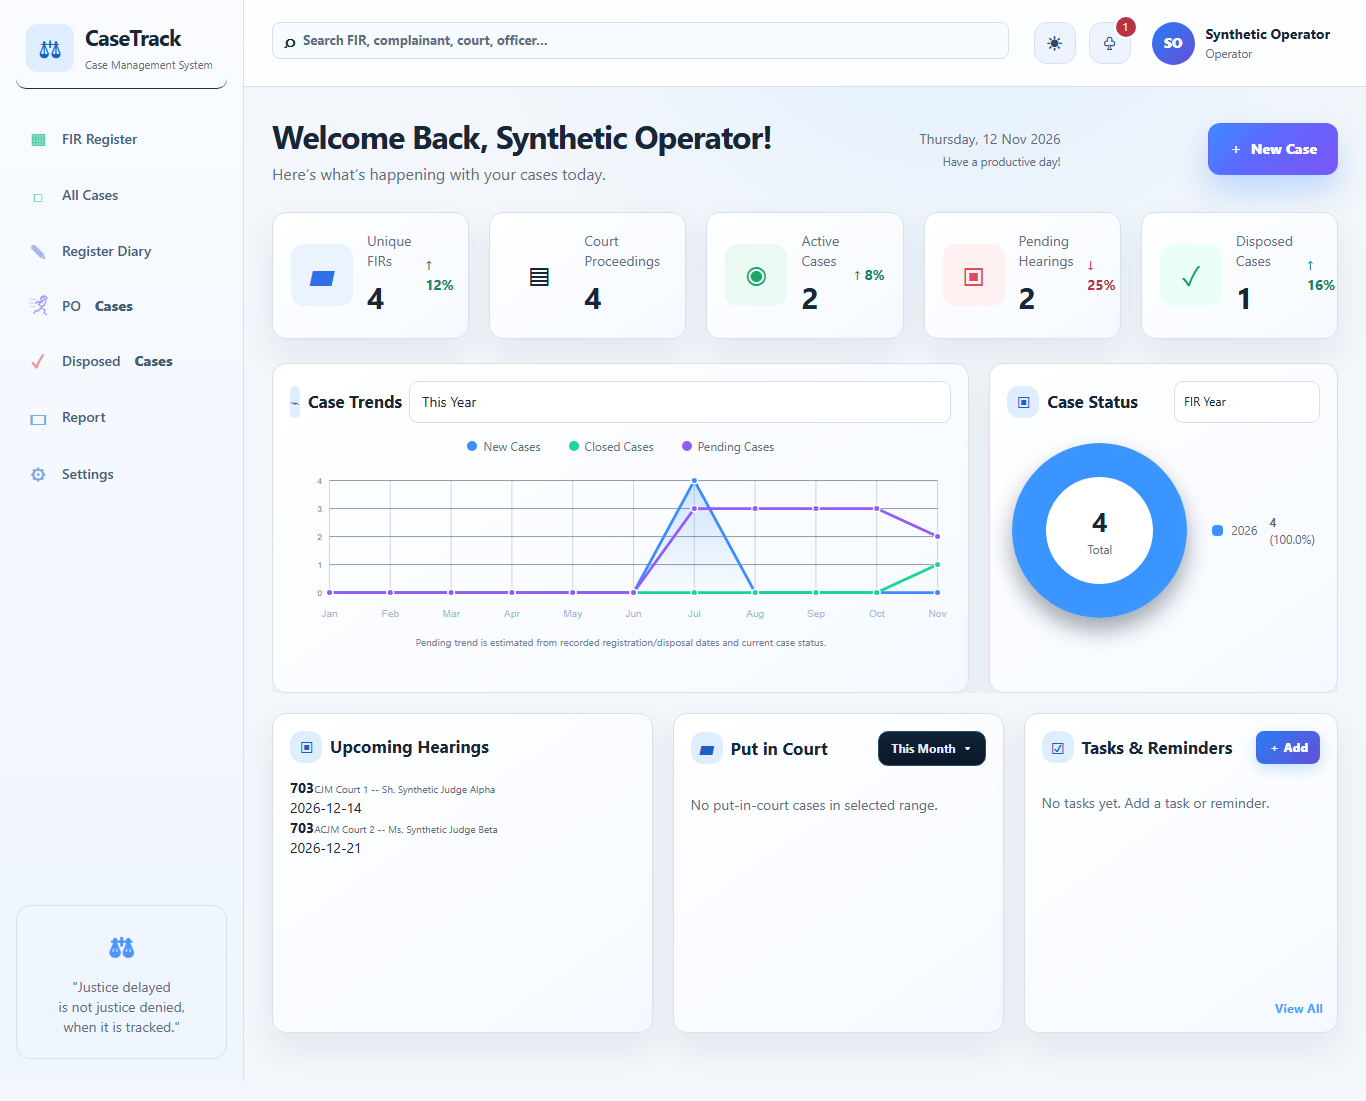 CaseTrack
Case Management System
FIR Register
All Cases
Register Diary
PO Cases
Disposed Cases
Report
Settings
"Justice delayed
is not justice denied,
when it is tracked."
Search FIR, complainant, court, officer...
1
SO
Synthetic Operator
Operator
Welcome Back, Synthetic Operator!
Here's what's happening with your cases today.
Thursday, 12 Nov 2026
Have a productive day!
+ New Case
Unique
FIRs
4
↑
12%
Court
Proceedings
4
Active
Cases
2
↑ 8%
Pending
Hearings
2
↓
25%
Disposed
Cases
1
↑
16%
Case Trends
This Year
New Cases
Closed Cases
Pending Cases
4
3
2
1
0
Jan Feb Mar Apr May Jun Jul Aug Sep Oct Nov
Pending trend is estimated from recorded registration/disposal dates and current case status.
Case Status
FIR Year
4
Total
2026
4
(100.0%)
Upcoming Hearings
703 CJM Court 1 -- Sh. Synthetic Judge Alpha
2026-12-14
703 ACJM Court 2 -- Ms. Synthetic Judge Beta
2026-12-21
Put in Court
This Month
No put-in-court cases in selected range.
Tasks & Reminders
+ Add
No tasks yet. Add a task or reminder.
View All